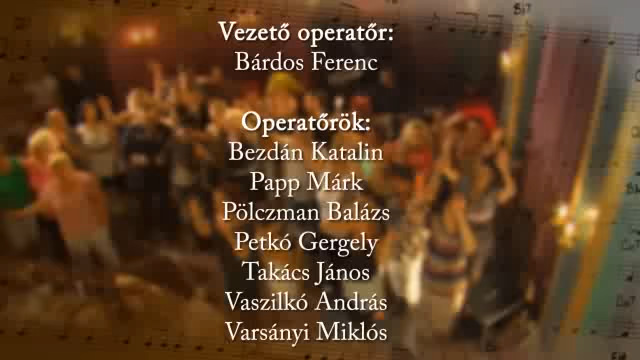 Vezető operatőr:
Bárdos Ferenc
Operatőrök:
Bezdán Katalin
Papp Márk
Pölczman Balázs
Petkó Gergely
Takács János
Vaszilkó András
Varsányi Miklós